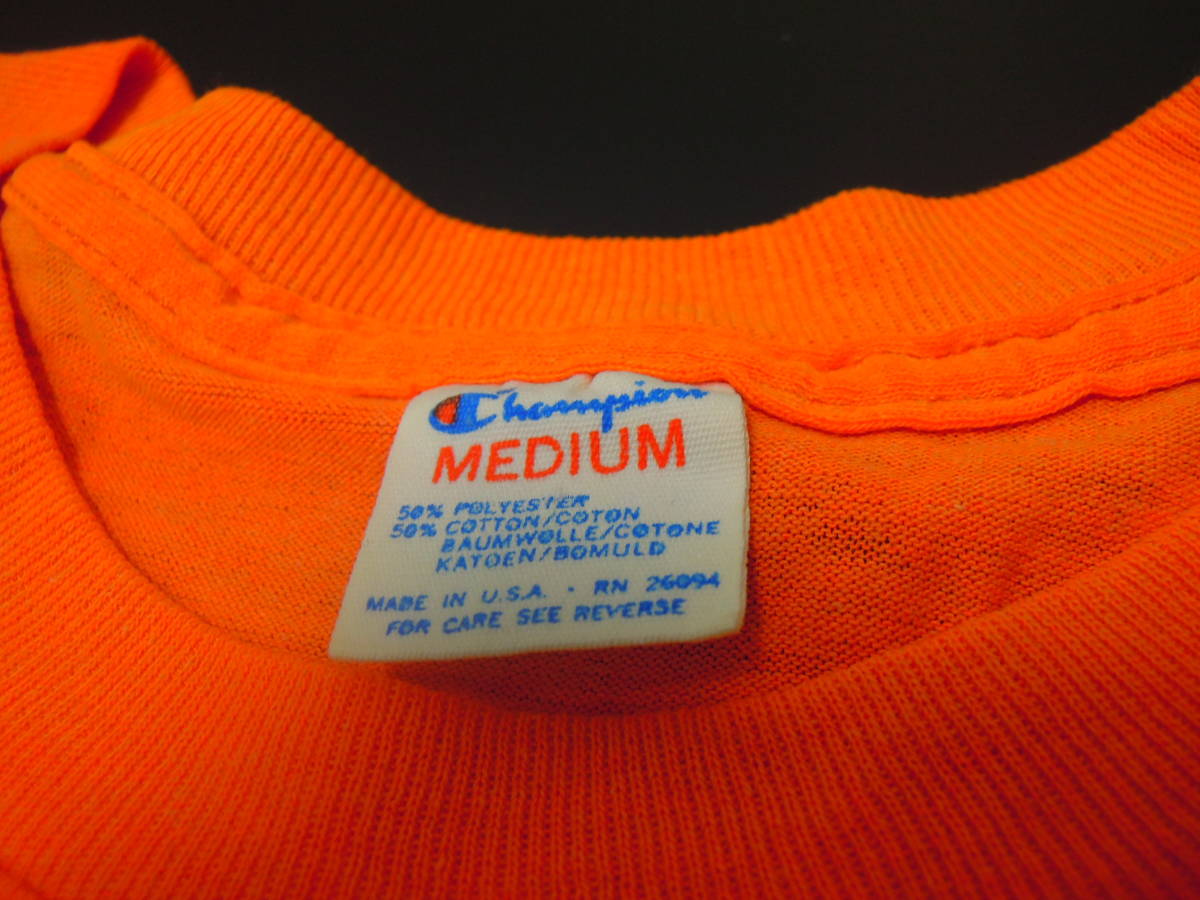 Champion
MEDIUM
50% POLYESTER
50% COTTON/COTON
BAUMWOLLE/COTONE
KATOEN/BOMULD
MADE IN U.S.A. · RN 26094
FOR CARE SEE REVERSE